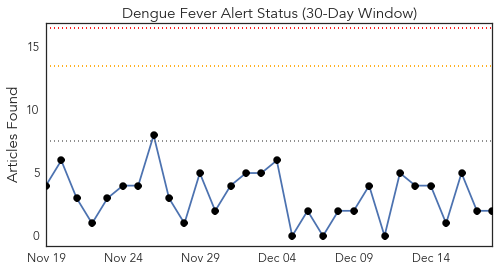 Dengue Fever Alert Status (30-Day Window)
Articles Found
15
10
5
0
Nov 19 Nov 24 Nov 29 Dec 04 Dec 09 Dec 14